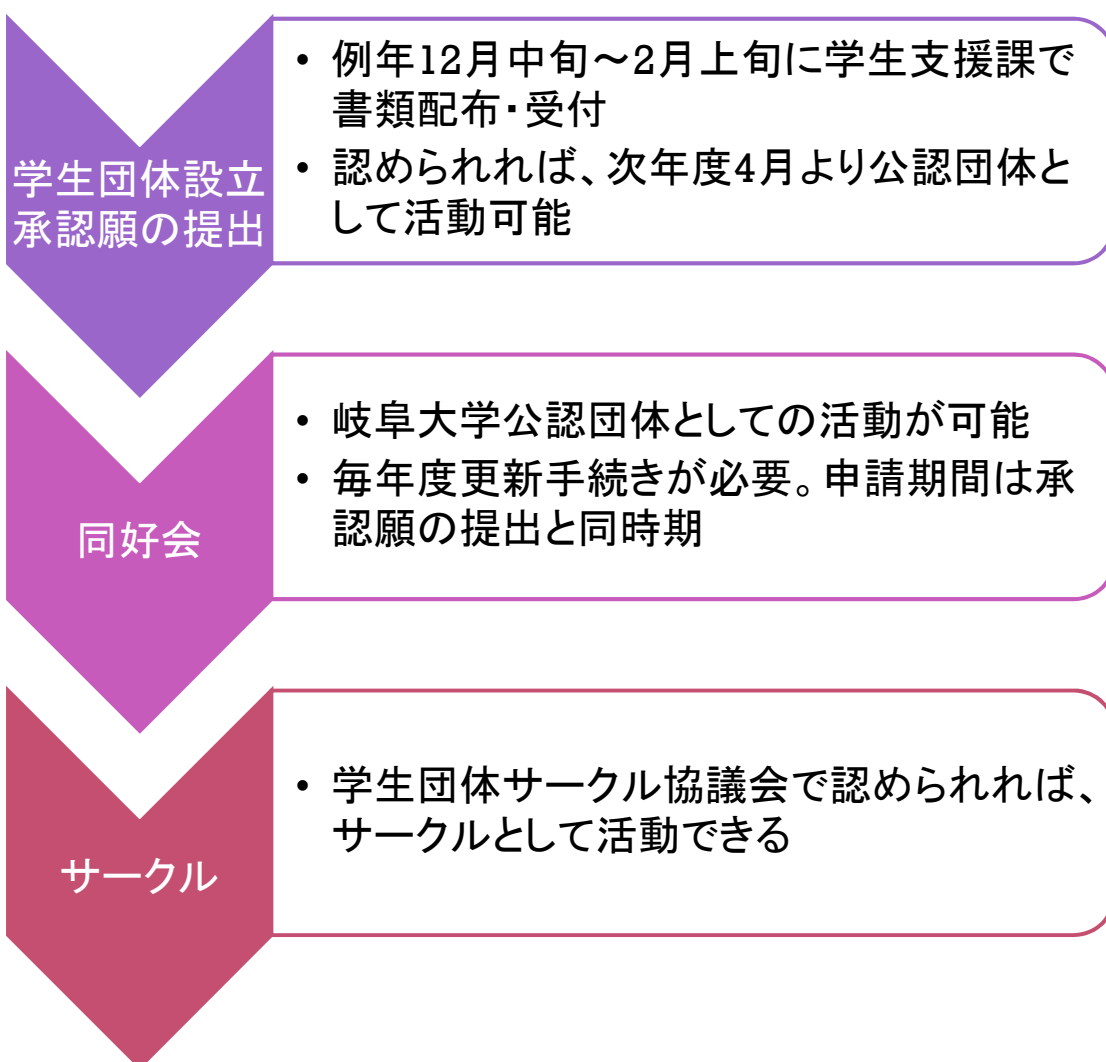 学生団体設立
承認願の提出
• 例年12月中旬～2月上旬に学生支援課で
書類配布・受付
• 認められれば、次年度4月より公認団体と
して活動可能
同好会
• 岐阜大学公認団体としての活動が可能
• 毎年度更新手続きが必要。申請期間は承
認願の提出と同時期
サークル
• 学生団体サークル協議会で認められれば、
サークルとして活動できる